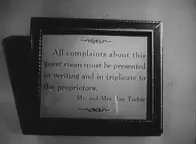 All complaints about this
guest room must be presented
in writing and in triplicate to
the proprietors.
Mr. and Mrs. Tucker